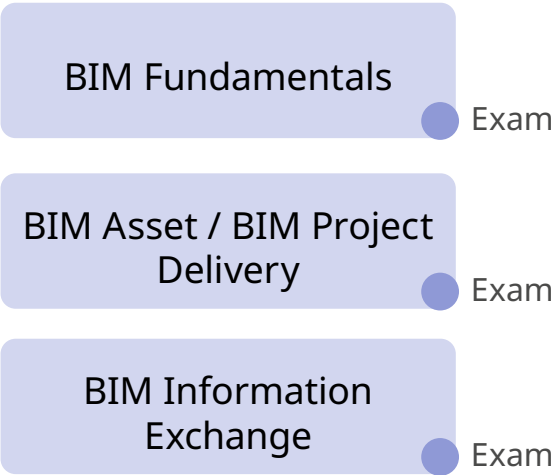 BIM Fundamentals
Exam
BIM Asset / BIM Project
Delivery
Exam
BIM Information
Exchange
Exam